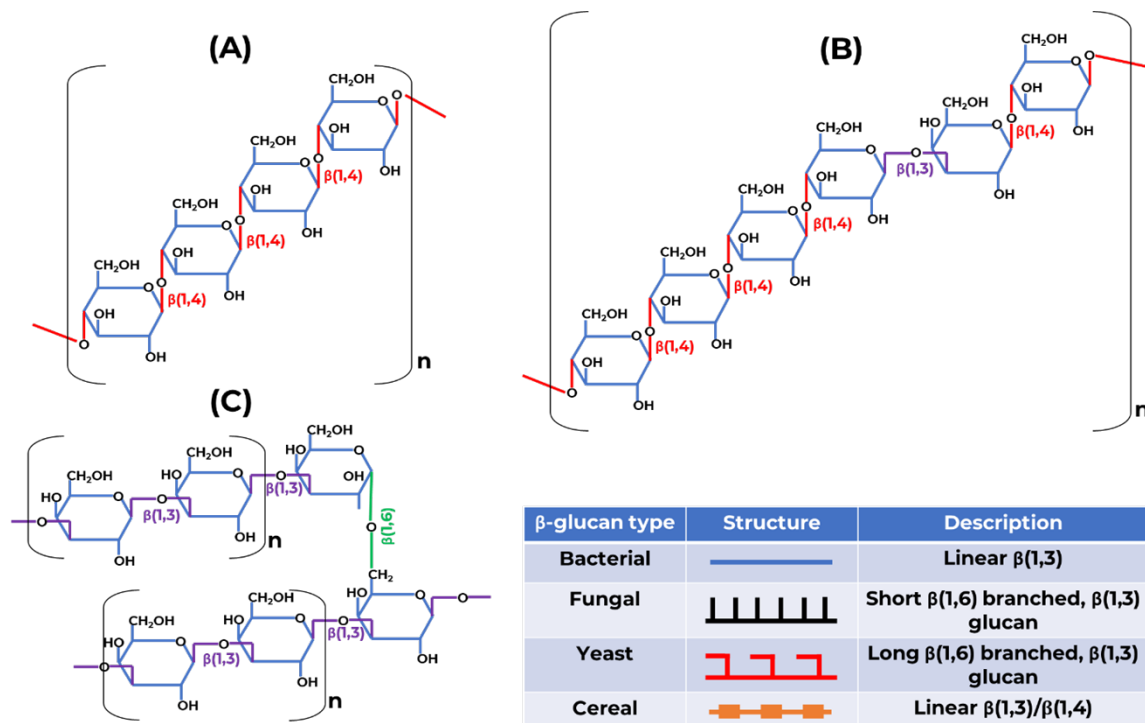 (A)
CH₂OH
O
O
OH
β(1,4)
OH
CH₂OH
O
O
OH
β(1,4)
OH
CH₂OH
O
O
OH
β(1,4)
OH
CH₂OH
O
O
OH
OH
n
(B)
CH₂OH
O
O
OH
β(1,4)
OH
CH₂OH
HO
O
O
β(1,3)
OH
CH₂OH
O
O
OH
OH
β(1,4)
CH₂OH
O
O
OH
β(1,4)
OH
CH₂OH
O
O
OH
β(1,4)
OH
CH₂OH
O
O
OH
OH
n
(C)
CH₂OH
HO
O
OH
O
β(1,3)
CH₂OH
HO
O
O
β(1,3)
OH
CH₂OH
HO
O
O
OH
n
O
β(1,6)
CH₂
HO
O
O
OH
O
β(1,3)
CH₂OH
HO
O
O
β(1,3)
OH
CH₂OH
HO
O
O
OH
n
β-glucan type Structure Description
Bacterial Linear β(1,3)
Fungal Short β(1,6) branched, β(1,3)
glucan
Yeast Long β(1,6) branched, β(1,3)
glucan
Cereal Linear β(1,3)/β(1,4)